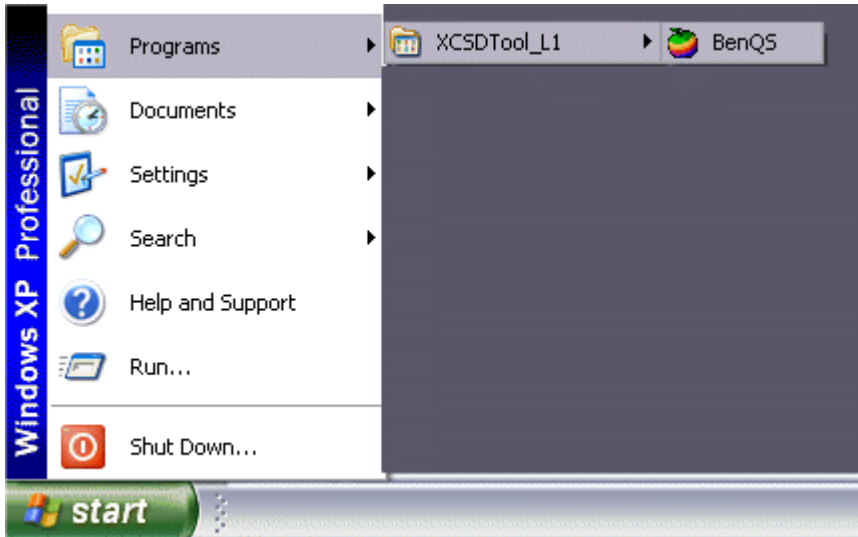 Programs
XCSDTool_L1
BenQS
Documents
Settings
Search
Help and Support
Run...
Shut Down...
Windows XP Professional
start